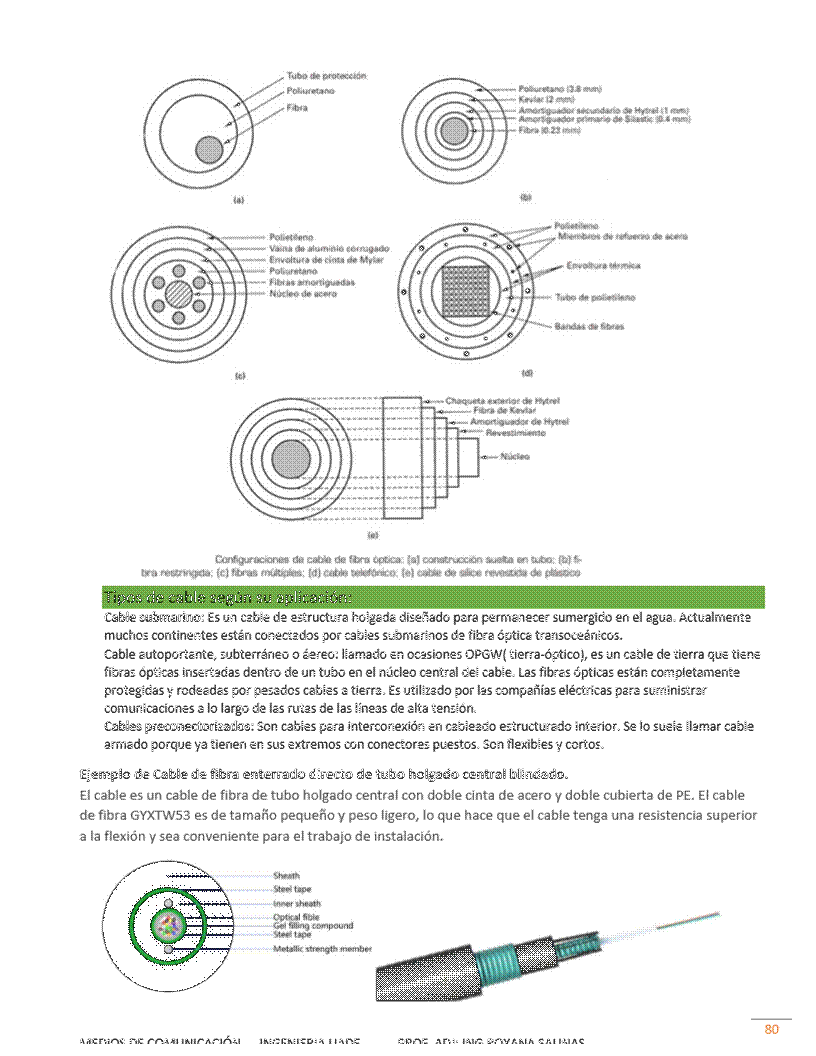 Tubo de protección
Poliuretano
Fibra
(a)
Poliuretano (3.8 mm)
Kevlar (2 mm)
Amortiguador secundario de Hytrel (1 mm)
Amortiguador primario de Silastic (0.4 mm)
Fibra (0.23 mm)
(b)
Polietileno
Vaina de aluminio corrugado
Envoltura de cinta de Mylar
Poliuretano
Fibras amortiguadas
Núcleo de acero
(c)
Polietileno
Miembros de refuerzo de acero
Envoltura térmica
Tubo de polietileno
Bandas de fibras
(d)
Chaqueta exterior de Hytrel
Fibra de Kevlar
Amortiguador de Hytrel
Revestimiento
Núcleo
(e)
Configuraciones de cable de fibra óptica: (a) construcción suelta en tubo; (b) fi-
bra restringida; (c) fibras múltiples; (d) cable telefónico; (e) cable de sílice revestida de plástico
Tipos de cable según su aplicación:
Cable submarino: Es un cable de estructura holgada diseñado para permanecer sumergido en el agua. Actualmente
muchos continentes están conectados por cables submarinos de fibra óptica transoceánicos.
Cable autoportante, subterráneo o áereo: llamado en ocasiones OPGW( tierra-óptico), es un cable de tierra que tiene
fibras ópticas insertadas dentro de un tubo en el núcleo central del cable. Las fibras ópticas están completamente
protegidas y rodeadas por pesados cables a tierra. Es utilizado por las compañías eléctricas para suministrar
comunicaciones a lo largo de las rutas de las líneas de alta tensión.
Cables preconectorizados: Son cables para interconexión en cableado estructurado interior. Se lo suele llamar cable
armado porque ya tienen en sus extremos con conectores puestos. Son flexibles y cortos.
Ejemplo de Cable de fibra enterrado directo de tubo holgado central blindado.
El cable es un cable de fibra de tubo holgado central con doble cinta de acero y doble cubierta de PE. El cable
de fibra GYXTW53 es de tamaño pequeño y peso ligero, lo que hace que el cable tenga una resistencia superior
a la flexión y sea conveniente para el trabajo de instalación.
Sheath
Steel tape
Inner sheath
Optical fible
Gel filling compound
Steel tape
Metallic strength member
80
MEDIOS DE COMUNICACIÓN INGENIERIA UADE PROF. ADJ: ING ROXANA SALINAS